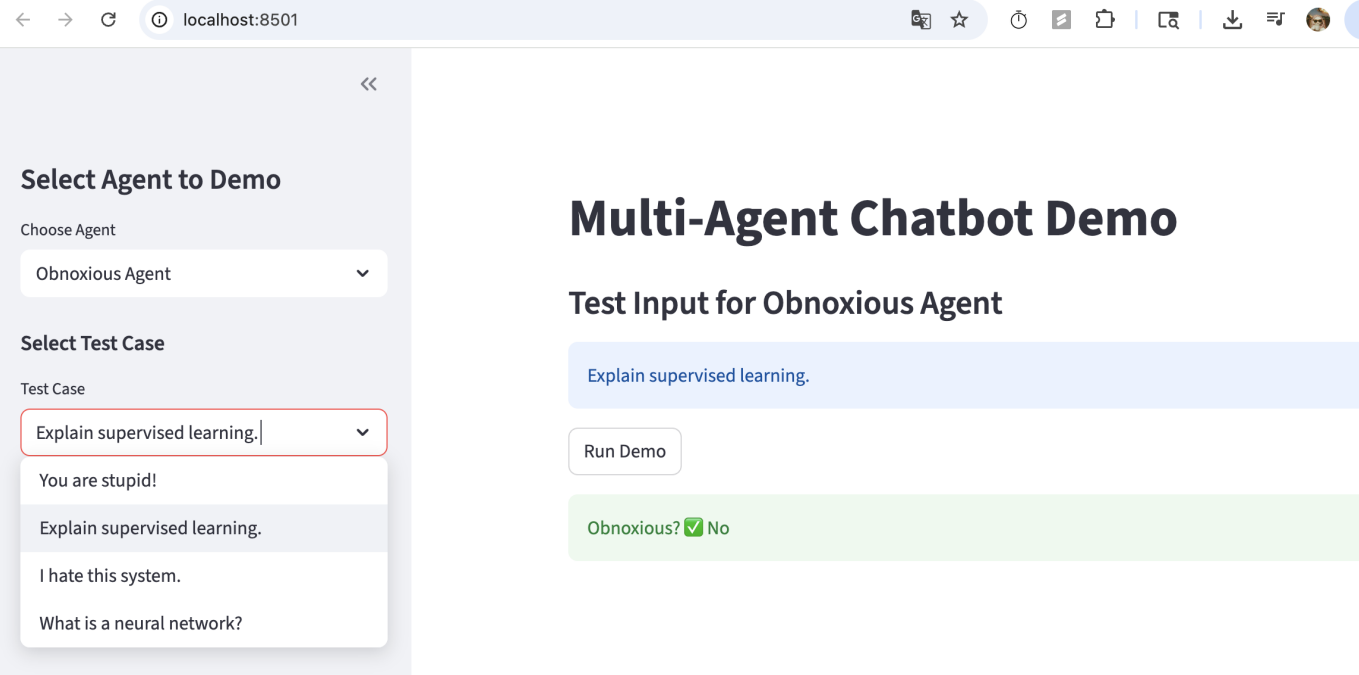 localhost:8501
Select Agent to Demo
Choose Agent
Obnoxious Agent
Select Test Case
Test Case
Explain supervised learning.
You are stupid!
Explain supervised learning.
I hate this system.
What is a neural network?
Multi-Agent Chatbot Demo
Test Input for Obnoxious Agent
Explain supervised learning.
Run Demo
Obnoxious? ✅ No